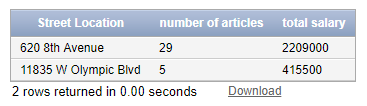 Street Location number of articles total salary
620 8th Avenue 29 2209000
11835 W Olympic Blvd 5 415500
2 rows returned in 0.00 seconds Download